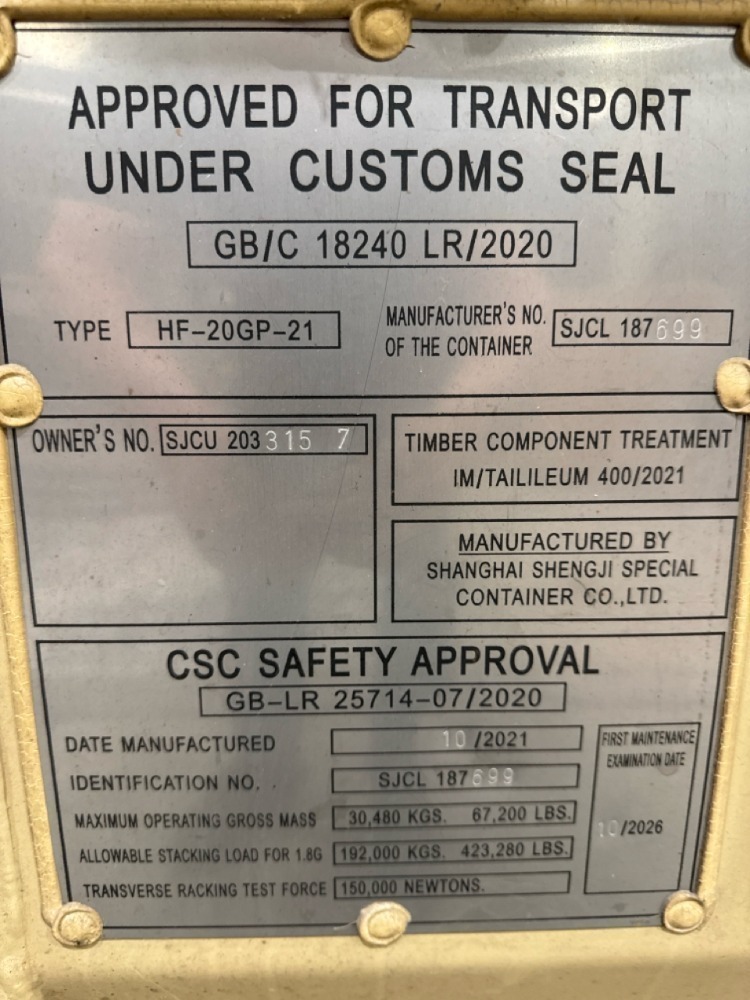 APPROVED FOR TRANSPORT
UNDER CUSTOMS SEAL
GB/C 18240 LR/2020
TYPE HF-20GP-21
MANUFACTURER'S NO.
OF THE CONTAINER
SJCL 187699
OWNER'S NO. SJCU 203315 7
TIMBER COMPONENT TREATMENT
IM/TAILILEUM 400/2021
MANUFACTURED BY
SHANGHAI SHENGJI SPECIAL
CONTAINER CO.,LTD.
CSC SAFETY APPROVAL
GB-LR 25714-07/2020
DATE MANUFACTURED 10/2021
IDENTIFICATION NO. SJCL 187699
MAXIMUM OPERATING GROSS MASS 30,480 KGS. 67,200 LBS.
ALLOWABLE STACKING LOAD FOR 1.8G 192,000 KGS. 423,280 LBS.
TRANSVERSE RACKING TEST FORCE 150,000 NEWTONS.
FIRST MAINTENANCE
EXAMINATION DATE
10/2026